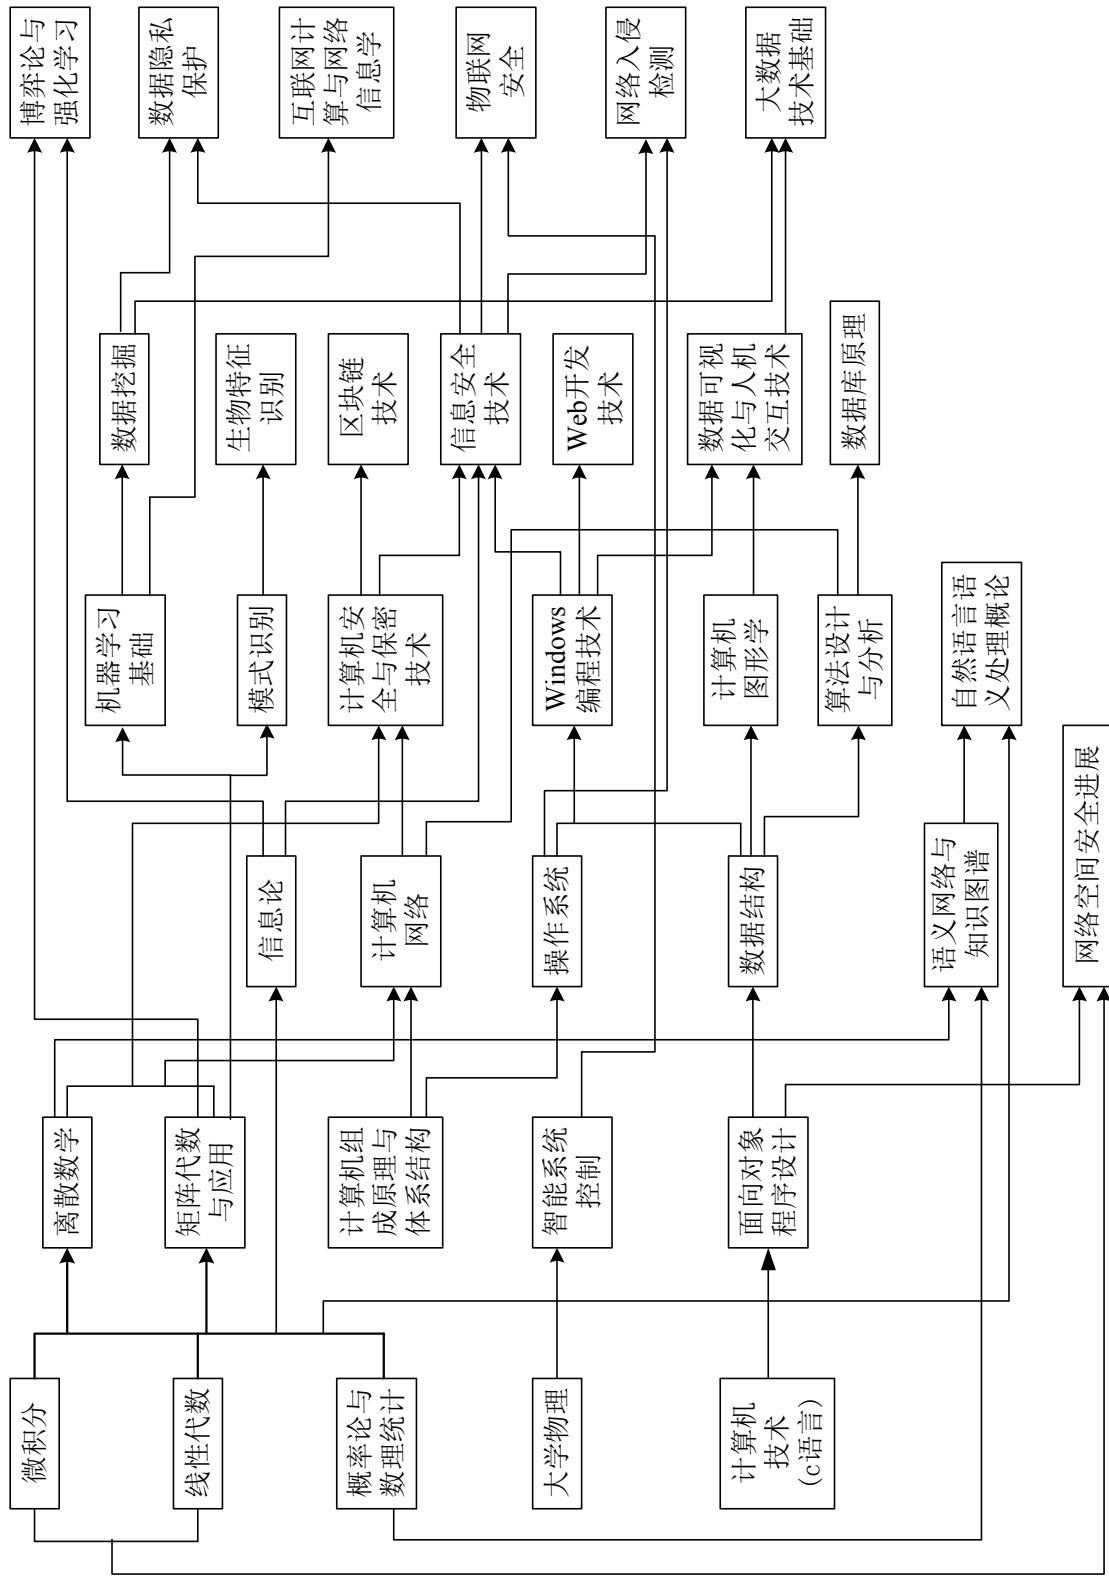 微积分
线性代数
概率论与
数理统计
大学物理
计算机
技术
(c语言)
离散数学
矩阵代数
与应用
计算机组
成原理与
体系结构
智能系统
控制
面向对象
程序设计
信息论
计算机
网络
操作系统
数据结构
语义网络与
知识图谱
网络空间安全进展
机器学习
基础
模式识别
计算机安
全与保密
技术
Windows
编程技术
计算机
图形学
算法设计
与分析
自然语言语
义处理概论
数据挖掘
生物特征
识别
区块链
技术
信息安全
技术
Web开发
技术
数据可视
化与人机
交互技术
数据库原理
博弈论与
强化学习
数据隐私
保护
互联网计
算与网络
信息学
物联网
安全
网络入侵
检测
大数据
技术基础